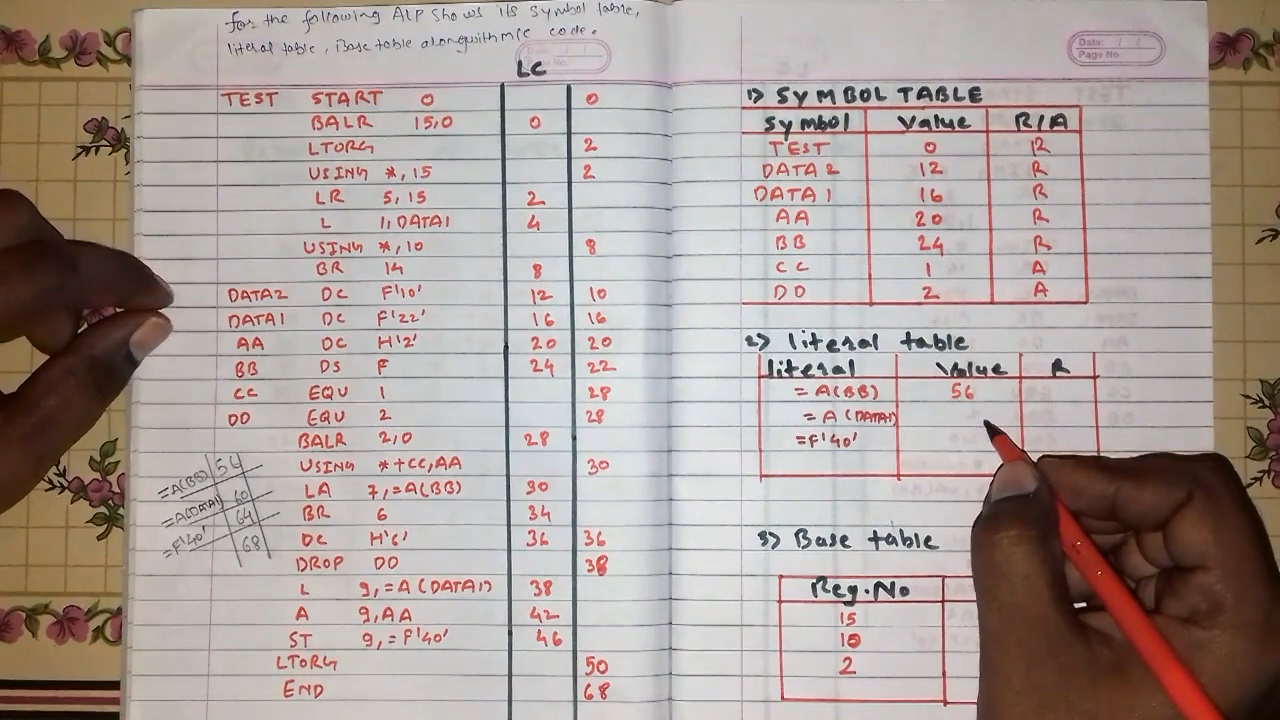 for the following ALP shows its symbol table,
literal table, Base table alongwith m/c code.
Date: / /
Page No.
LC
TEST START 0 0
BALR 15,0 0
LTORG 2
USING *,15 2
LR 5,15 2
L 1,DATA1 4
USING *,10 8
BR 14 8
DATA2 DC F'10' 12 10
DATA1 DC F'22' 16 16
AA DC H'2' 20 20
BB DS F 24 22
CC EQU 1 28
DD EQU 2 28
BALR 2,0 28
USING *+CC,AA 30
LA 7,=A(BB) 30
BR 6 34
DC H'6' 36 36
DROP DD 38
L 9,=A(DATA1) 38
A 9,AA 42
ST 9,=F'40' 46
LTORG 50
END 68
=A(BB) 56
=A(DATA1) 60
=F'40' 64
68
Date: / /
Page No
1> SYMBOL TABLE
Symbol Value R/A
TEST 0 R
DATA2 12 R
DATA1 16 R
AA 20 R
BB 24 R
CC 1 A
DD 2 A
2> literal table
literal Value R
=A(BB) 56
=A(DATA1)
=F'40'
3> Base table
Reg.No
15
10
2